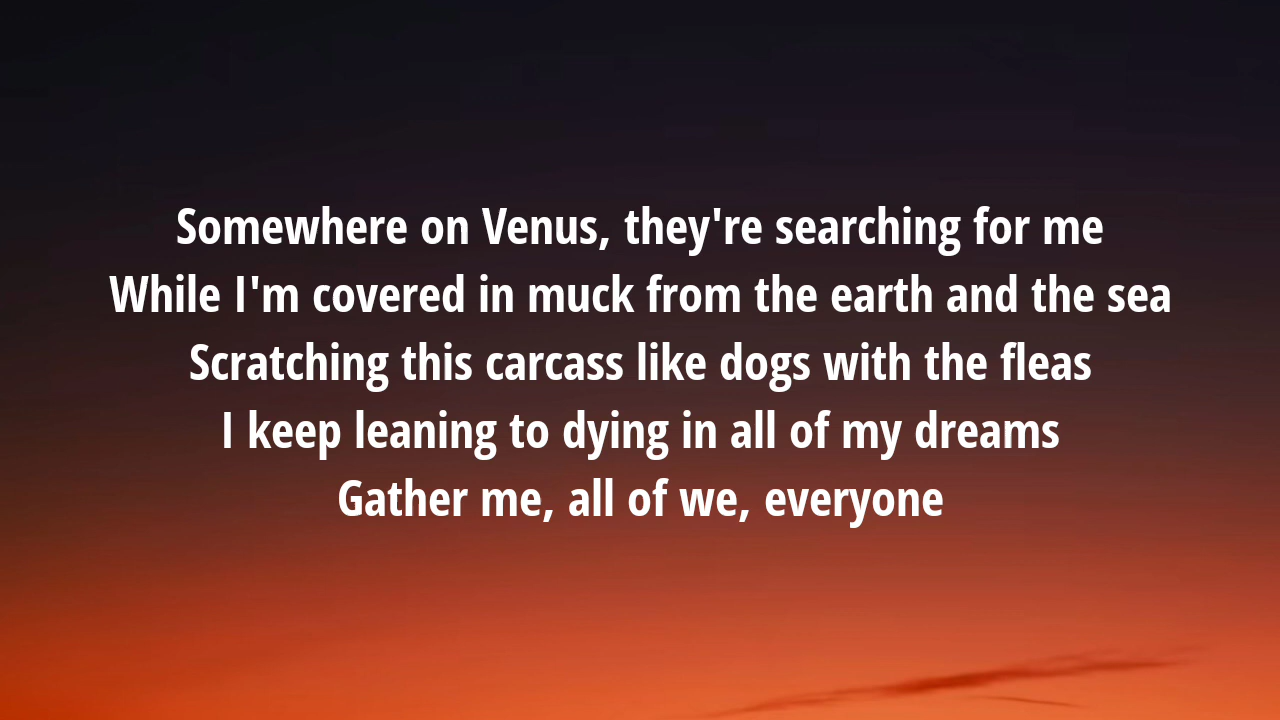 Somewhere on Venus, they're searching for me
While I'm covered in muck from the earth and the sea
Scratching this carcass like dogs with the fleas
I keep leaning to dying in all of my dreams
Gather me, all of we, everyone